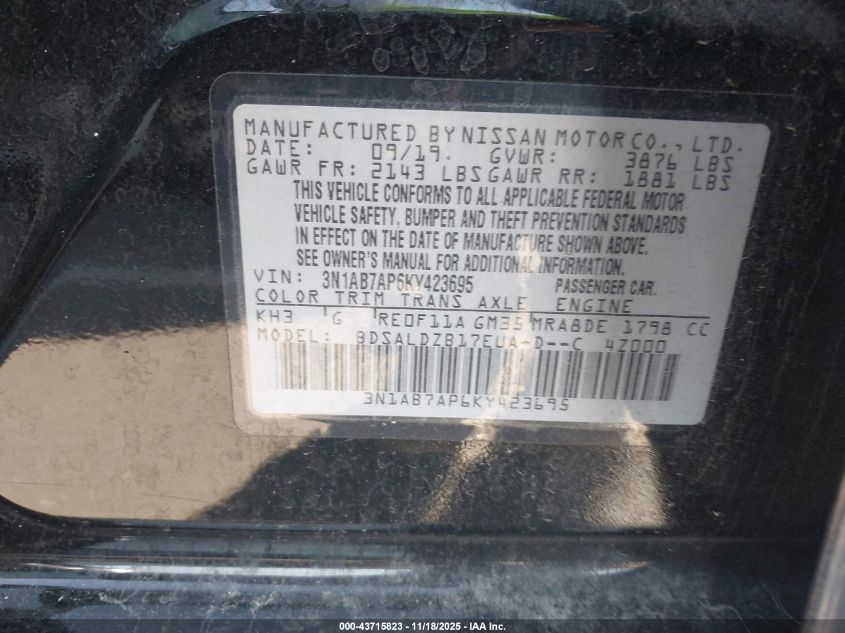 MANUFACTURED BY NISSAN MOTOR CO., LTD.
DATE: 09/19. GVWR: 3876 LBS
GAWR FR: 2143 LBS GAWR RR: 1881 LBS
THIS VEHICLE CONFORMS TO ALL APPLICABLE FEDERAL MOTOR
VEHICLE SAFETY, BUMPER AND THEFT PREVENTION STANDARDS
IN EFFECT ON THE DATE OF MANUFACTURE SHOWN ABOVE.
SEE OWNER'S MANUAL FOR ADDITIONAL INFORMATION.
VIN: 3N1AB7AP6KY423695 PASSENGER CAR.
COLOR TRIM TRANS AXLE ENGINE
KH3 G RE0F11A GM35 MRA8DE 1798 CC
MODEL: BDSALDZB17EUA-D--C 4Z000
3N1AB7AP6KY423695
000-43715823 | 11/18/2025 | IAA Inc.